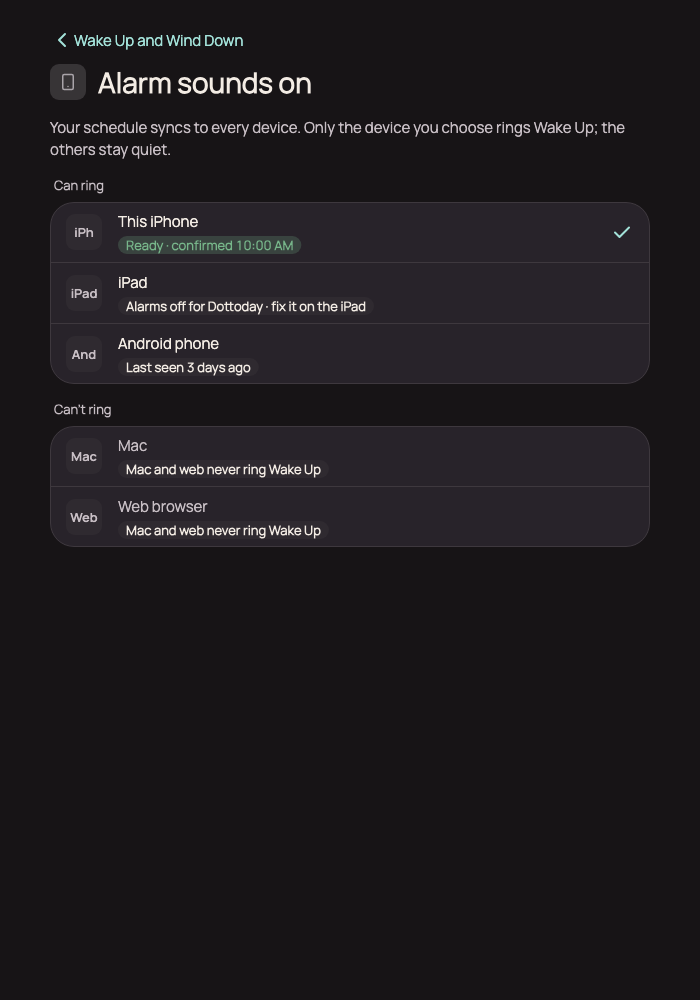 Wake Up and Wind Down
Alarm sounds on
Your schedule syncs to every device. Only the device you choose rings Wake Up; the
others stay quiet.
Can ring
iPh
This iPhone
Ready · confirmed 10:00 AM
iPad
iPad
Alarms off for Dottoday · fix it on the iPad
And
Android phone
Last seen 3 days ago
Can't ring
Mac
Mac
Mac and web never ring Wake Up
Web
Web browser
Mac and web never ring Wake Up